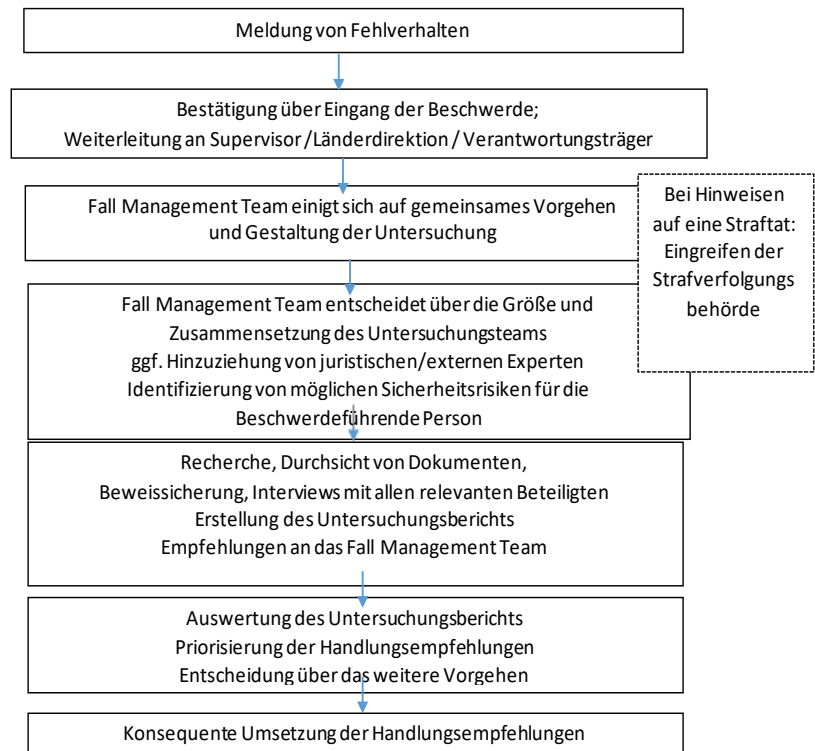 Meldung von Fehlverhalten
Bestätigung über Eingang der Beschwerde;
Weiterleitung an Supervisor/Länderdirektion / Verantwortungsträger
Fall Management Team einigt sich auf gemeinsames Vorgehen
und Gestaltung der Untersuchung
Bei Hinweisen
auf eine Straftat:
Eingreifen der
Strafverfolgungs
behörde
Fall Management Team entscheidet über die Größe und
Zusammensetzung des Untersuchungsteams
ggf. Hinzuziehung von juristischen/externen Experten
Identifizierung von möglichen Sicherheitsrisiken für die
Beschwerdeführende Person
Recherche, Durchsicht von Dokumenten,
Beweissicherung, Interviews mit allen relevanten Beteiligten
Erstellung des Untersuchungsberichts
Empfehlungen an das Fall Management Team
Auswertung des Untersuchungsberichts
Priorisierung der Handlungsempfehlungen
Entscheidung über das weitere Vorgehen
Konsequente Umsetzung der Handlungsempfehlungen